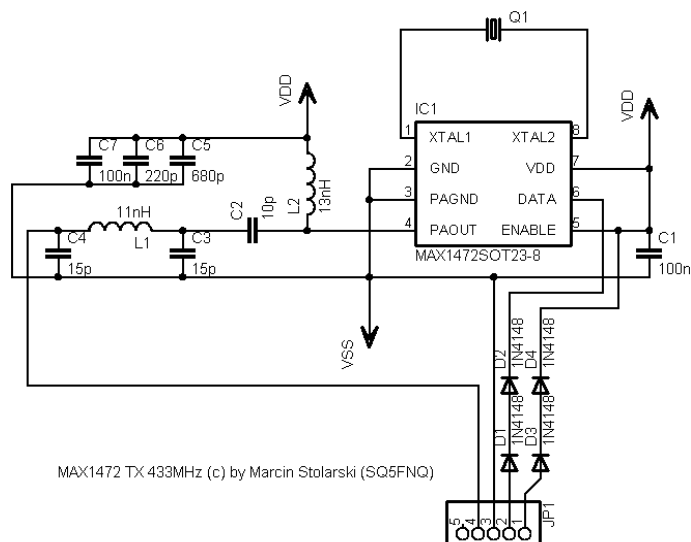 Q1
VDD
IC1
VDD
1 XTAL1 XTAL2 8
2 GND VDD 7
3 PAGND DATA 6
4 PAOUT ENABLE 5
MAX1472SOT23-8
C7
100n
C6
220p
C5
680p
C2
10p
L2
13nH
11nH
L1
C4
15p
C3
15p
C1
100n
VSS
D2
1N4148
D4
1N4148
D1
1N4148
D3
1N4148
MAX1472 TX 433MHz (c) by Marcin Stolarski (SQ5FNQ)
5 4 3 2 1
JP1